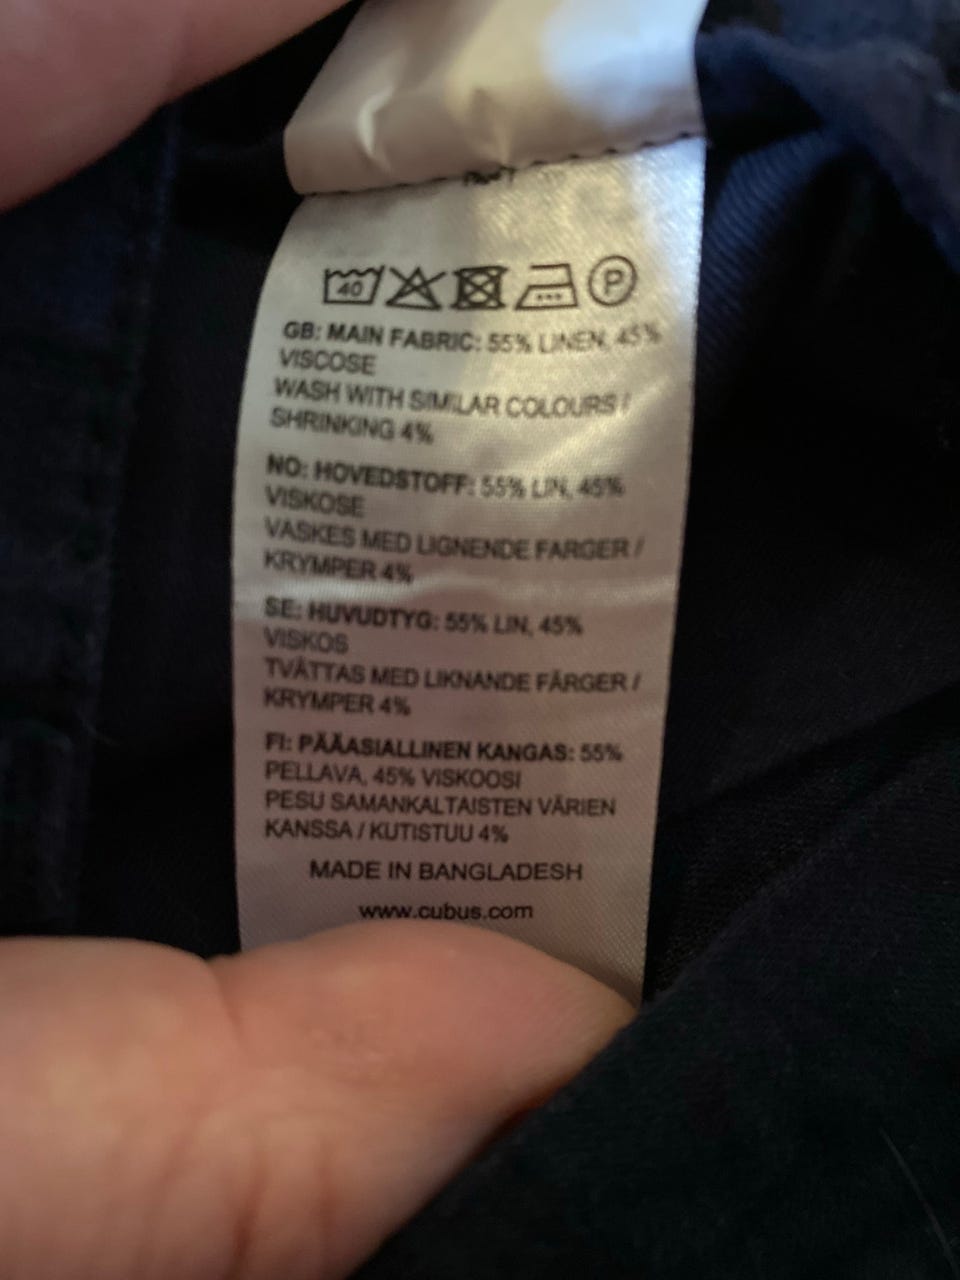 40 P
GB: MAIN FABRIC: 55% LINEN, 45%
VISCOSE
WASH WITH SIMILAR COLOURS /
SHRINKING 4%
NO: HOVEDSTOFF: 55% LIN, 45%
VISKOSE
VASKES MED LIGNENDE FARGER /
KRYMPER 4%
SE: HUVUDTYG: 55% LIN, 45%
VISKOS
TVÄTTAS MED LIKNANDE FÄRGER /
KRYMPER 4%
FI: PÄÄASIALLINEN KANGAS: 55%
PELLAVA, 45% VISKOOSI
PESU SAMANKALTAISTEN VÄRIEN
KANSSA / KUTISTUU 4%
MADE IN BANGLADESH
www.cubus.com